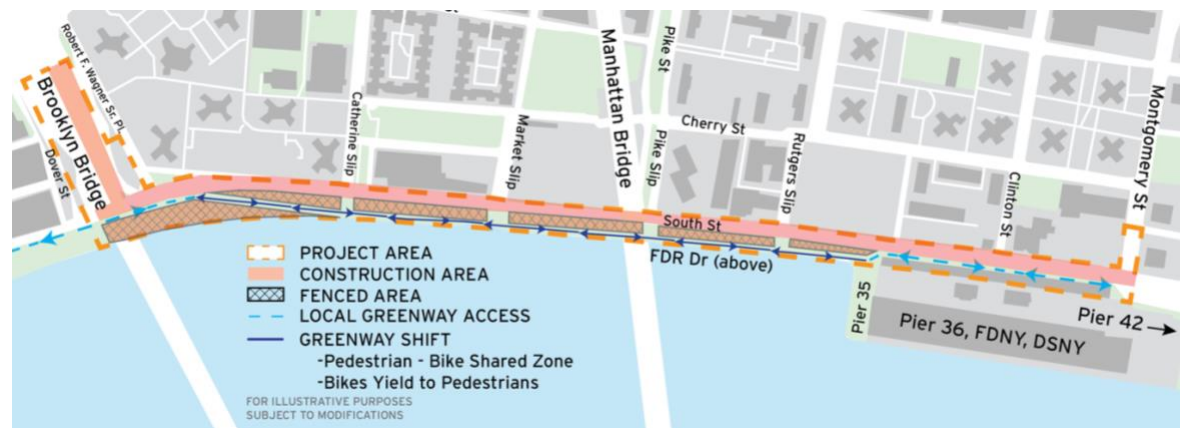 Robert F. Wagner Sr. Pl.
Brooklyn Bridge
Dover St
Catherine Slip
Market Slip
Manhattan Bridge
Pike St
Pike Slip
Cherry St
Rutgers Slip
Clinton St
Montgomery St
South St
FDR Dr (above)
Pier 35
Pier 36, FDNY, DSNY
Pier 42
PROJECT AREA
CONSTRUCTION AREA
FENCED AREA
LOCAL GREENWAY ACCESS
GREENWAY SHIFT
-Pedestrian - Bike Shared Zone
-Bikes Yield to Pedestrians
FOR ILLUSTRATIVE PURPOSES
SUBJECT TO MODIFICATIONS